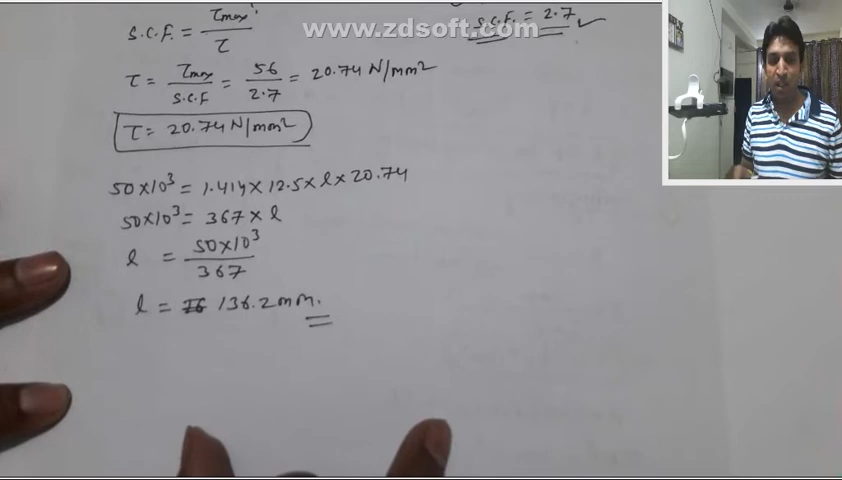 www.zdsoft.com
S.C.F. = τmax / τ
S.C.F. = 2.7 ✓
τ = τmax / S.C.F = 56 / 2.7 = 20.74 N/mm²
τ = 20.74 N/mm²
50×10³ = 1.414 × 12.5 × l × 20.74
50×10³ = 367 × l
l = 50×10³ / 367
l = 136.2 mm.